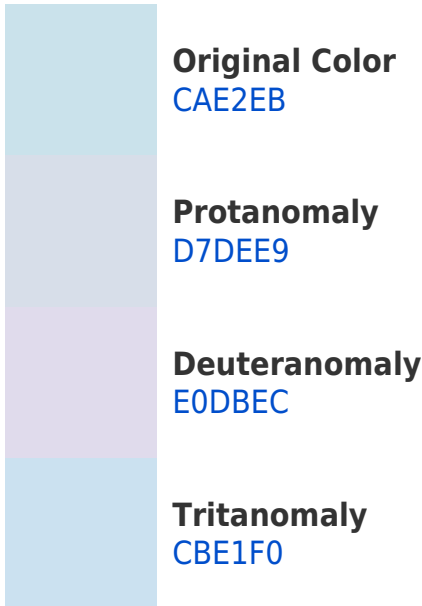 Original Color
CAE2EB
Protanomaly
D7DEE9
Deuteranomaly
E0DBEC
Tritanomaly
CBE1F0